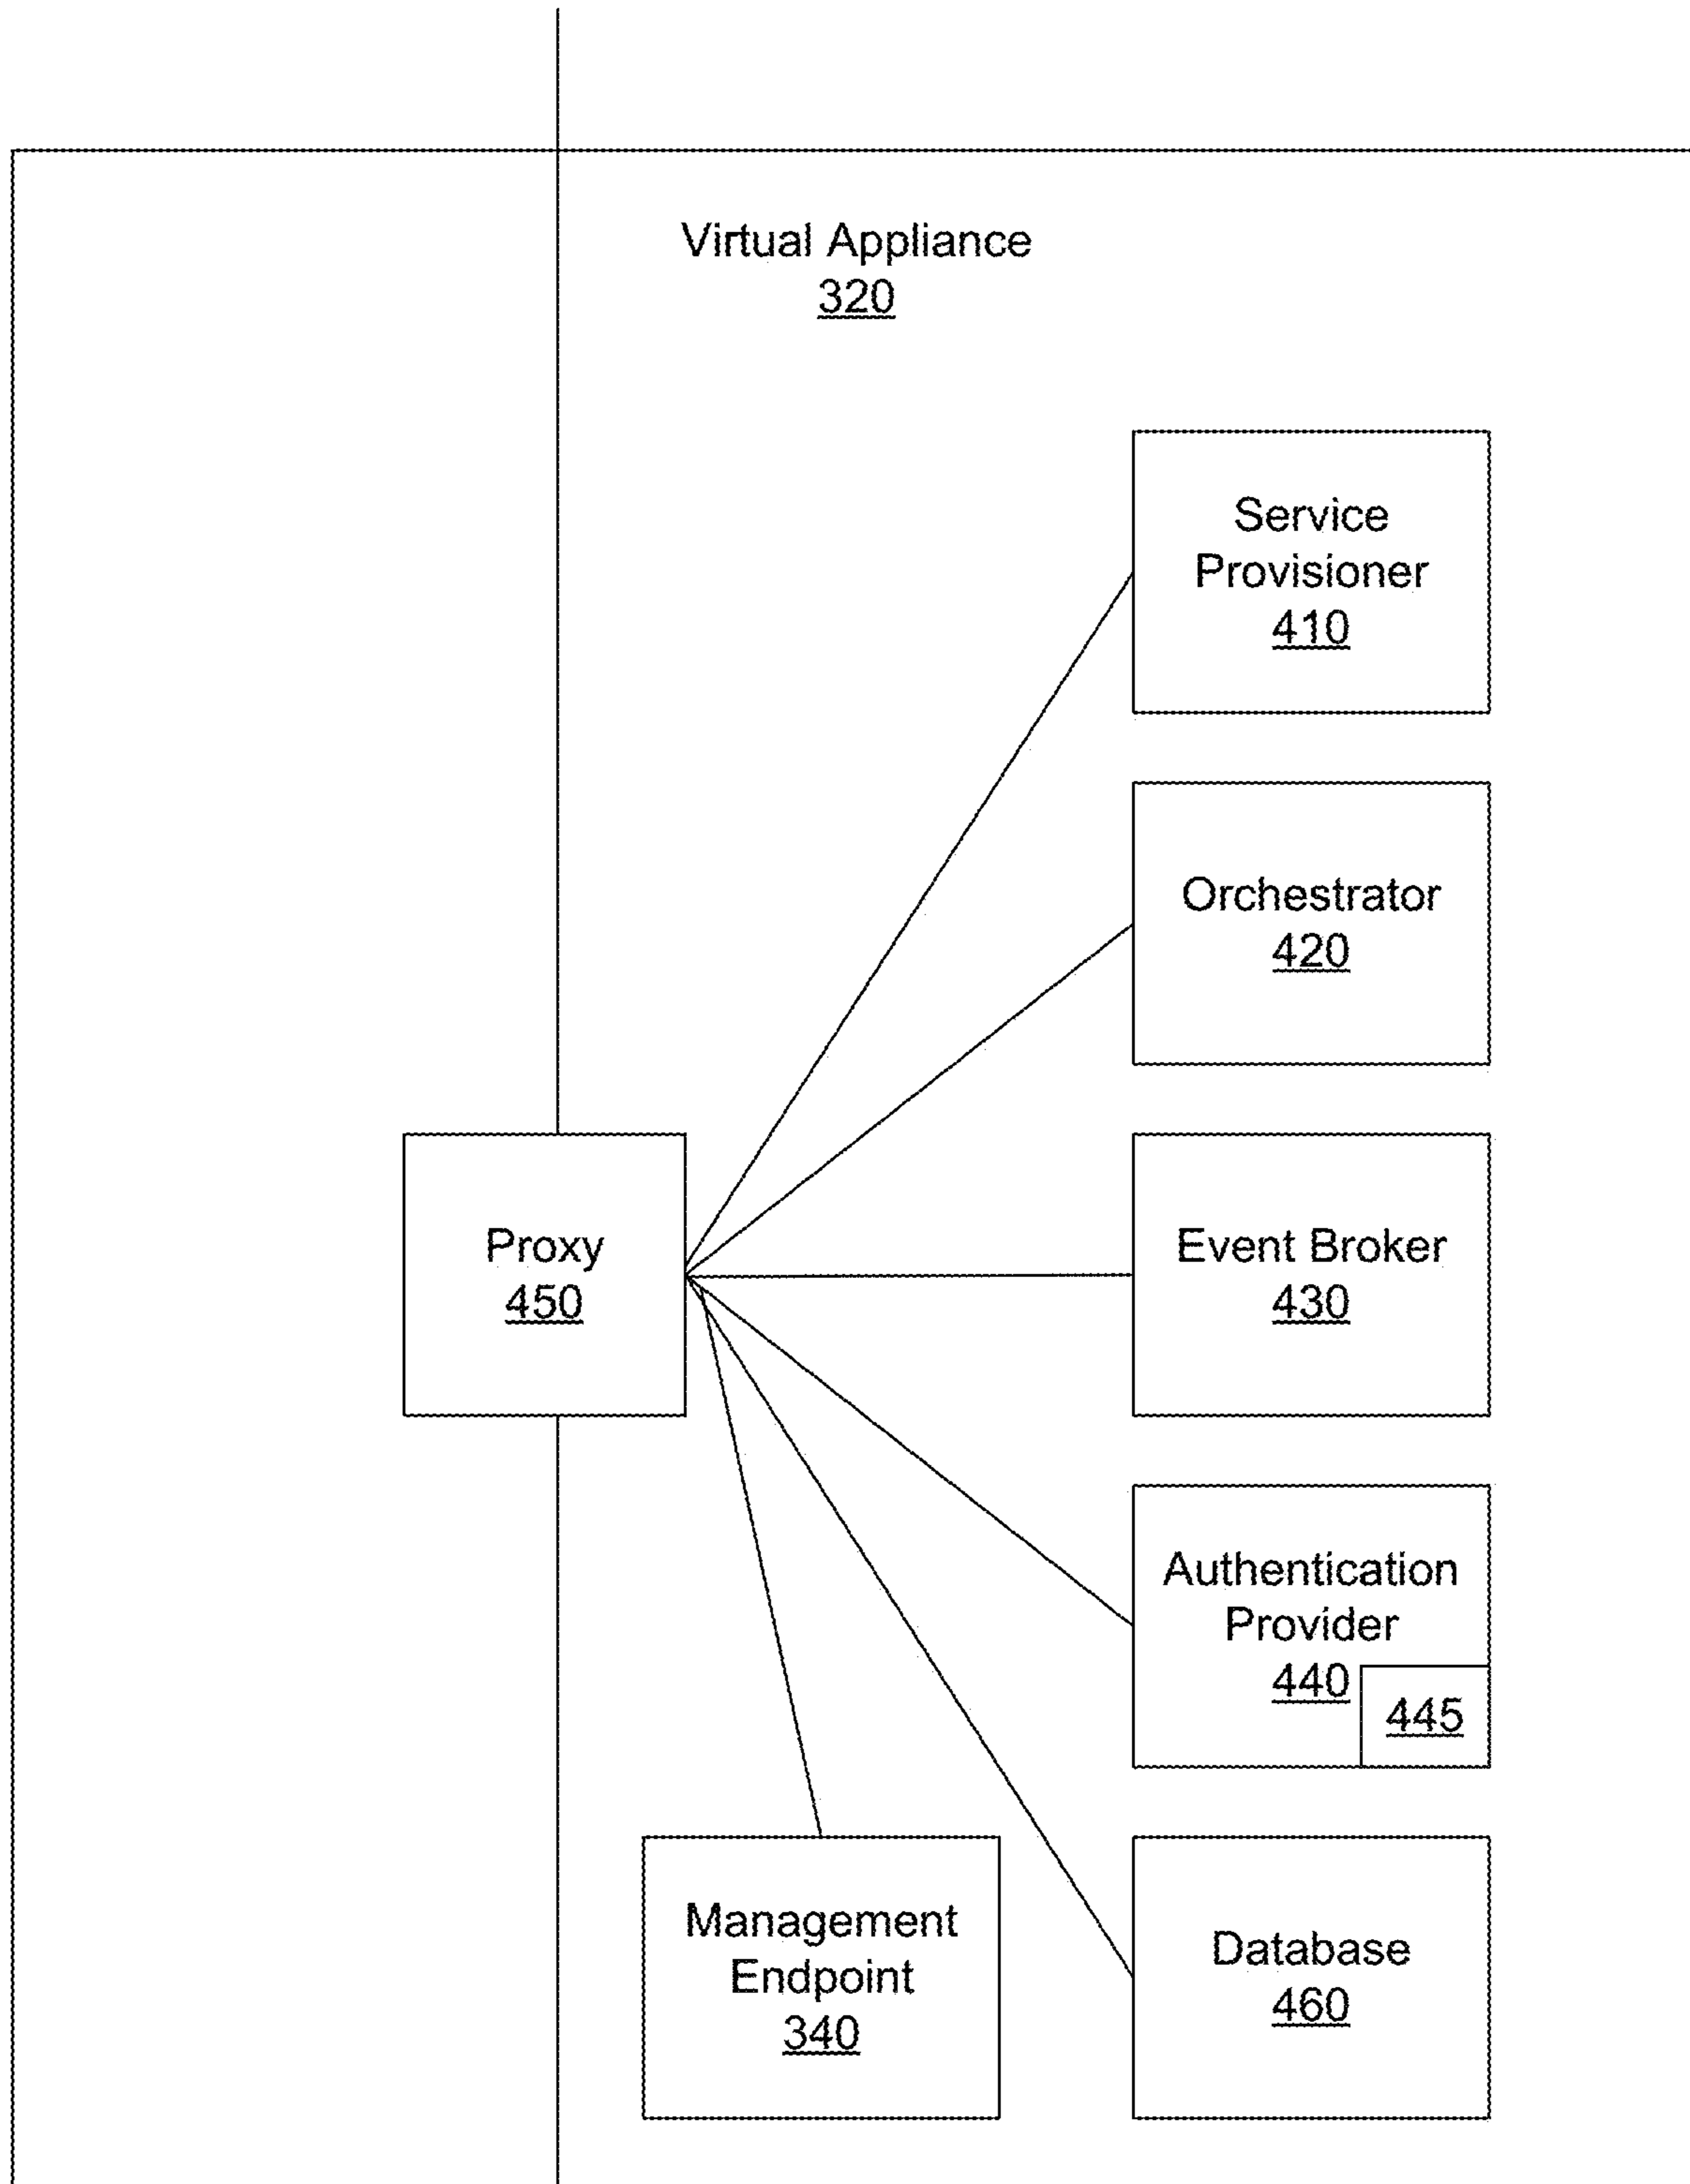 Virtual Appliance
320
Service
Provisioner
410
Orchestrator
420
Proxy
450
Event Broker
430
Authentication
Provider
440
445
Management
Endpoint
340
Database
460